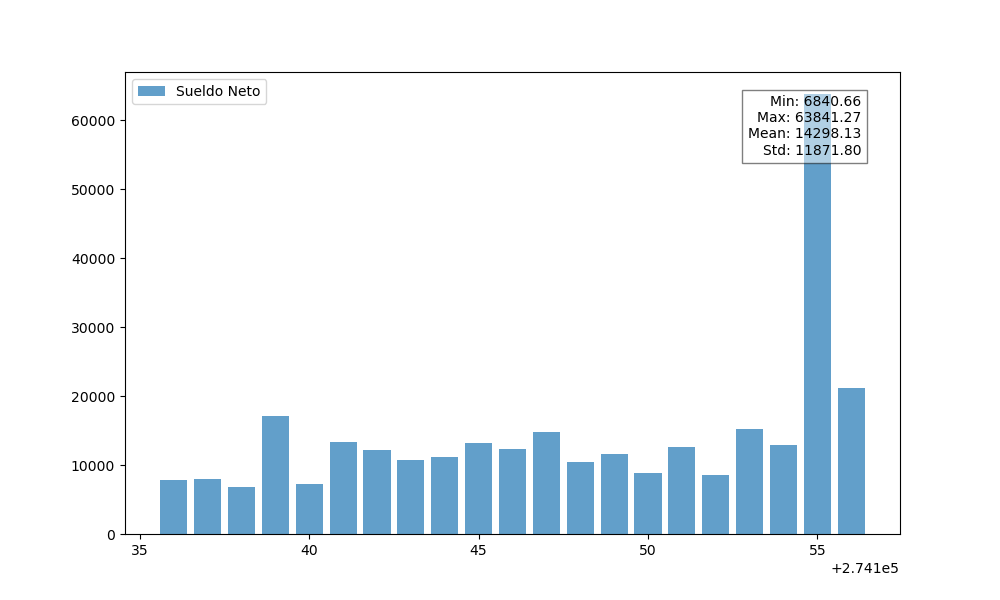 Sueldo Neto
Min: 6840.66
Max: 63841.27
Mean: 14298.13
Std: 11871.80
60000
50000
40000
30000
20000
10000
0
35 40 45 50 55
+2.741e5